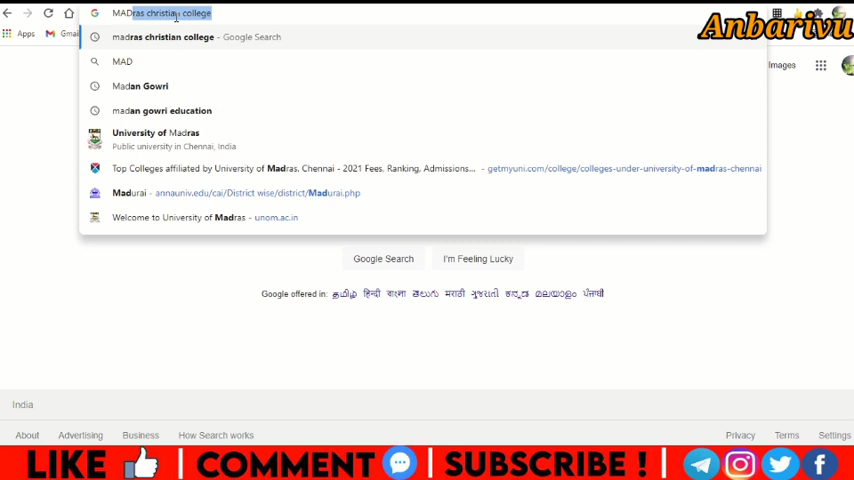 MADras christian college
Anbarivu
Apps Gmai
madras christian college - Google Search
Images
MAD
Madan Gowri
madan gowri education
University of Madras
Public university in Chennai, India
Top Colleges affiliated by University of Madras, Chennai - 2021 Fees, Ranking, Admissions... - getmyuni.com/college/colleges-under-university-of-madras-chennai
Madurai - annauniv.edu/cai/District wise/district/Madurai.php
Welcome to University of Madras - unom.ac.in
Google Search I'm Feeling Lucky
Google offered in: தமிழ் हिन्दी বাংলা తెలుగు मराठी ગુજરાતી ಕನ್ನಡ മലയാളം ਪੰਜਾਬੀ
India
About Advertising Business How Search works Privacy Terms Settings
LIKE | COMMENT | SUBSCRIBE ! |